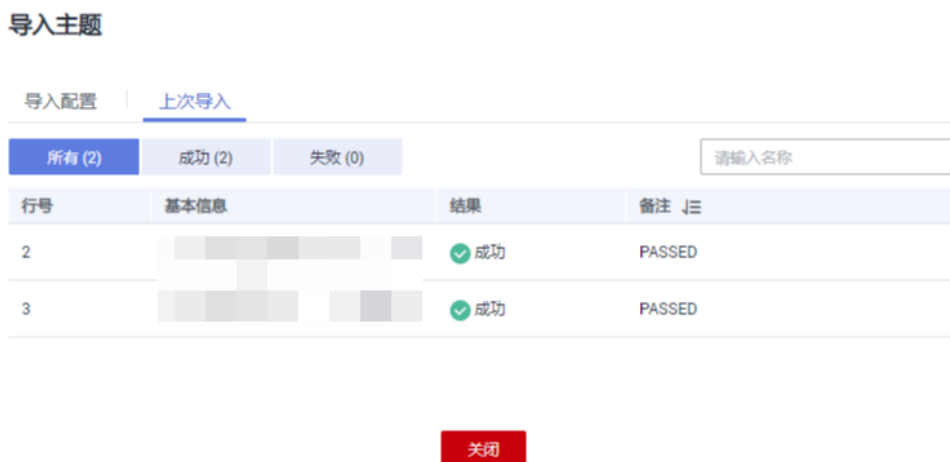 导入主题
导入配置 上次导入
所有 (2) 成功 (2) 失败 (0) 请输入名称
行号 基本信息 结果 备注
2 成功 PASSED
3 成功 PASSED
关闭